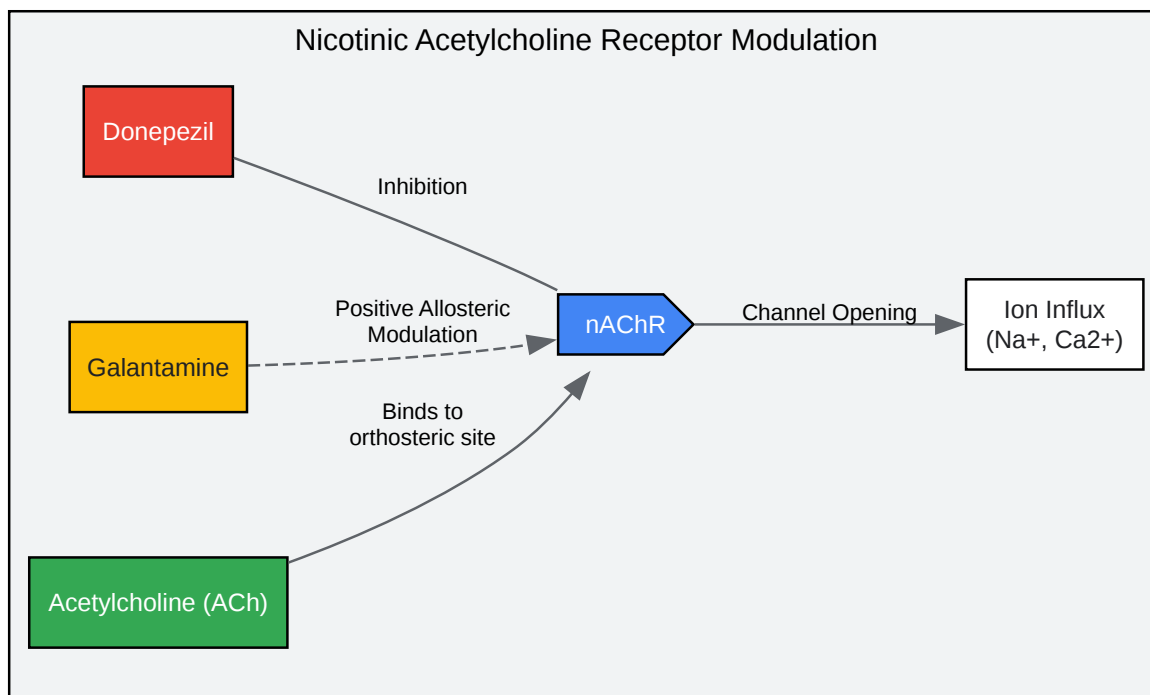 Nicotinic Acetylcholine Receptor Modulation
Donepezil
Inhibition
Positive Allosteric
Modulation
nAChR
Channel Opening
Ion Influx
(Na+, Ca2+)
Galantamine
Binds to
orthosteric site
Acetylcholine (ACh)